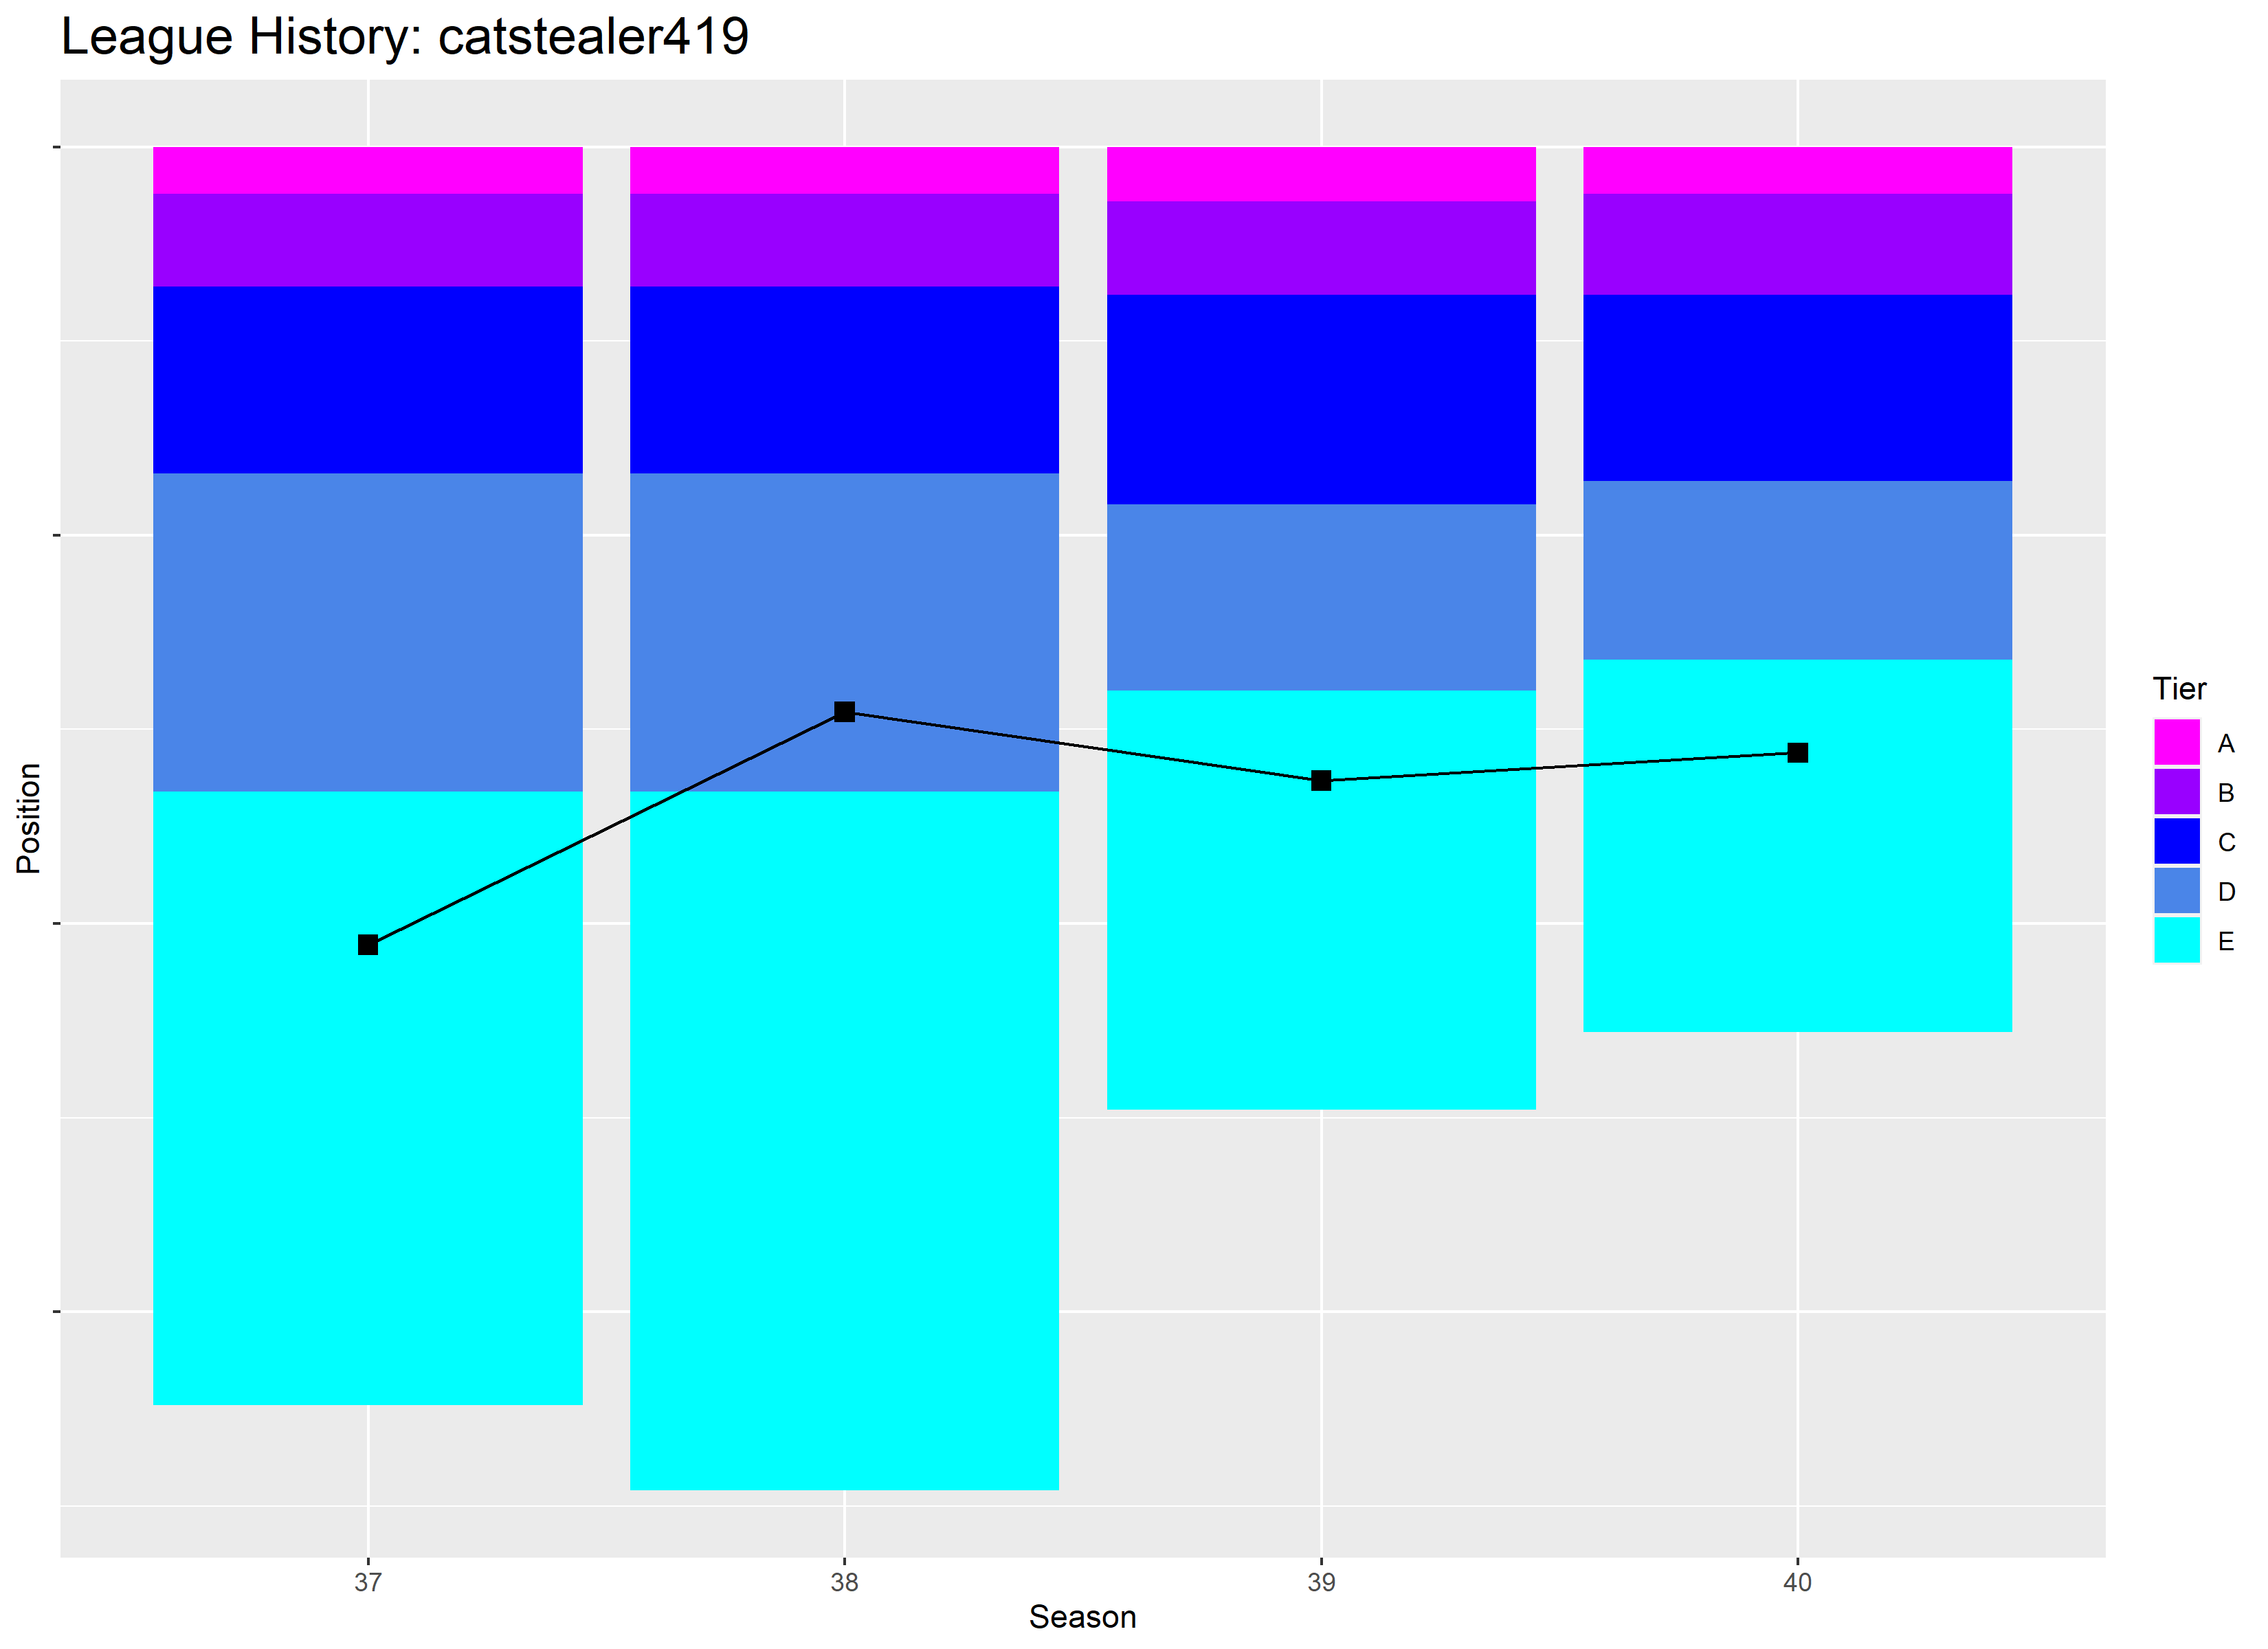 League History: catstealer419
Position
Tier
A
B
C
D
E
37 38 39 40
Season